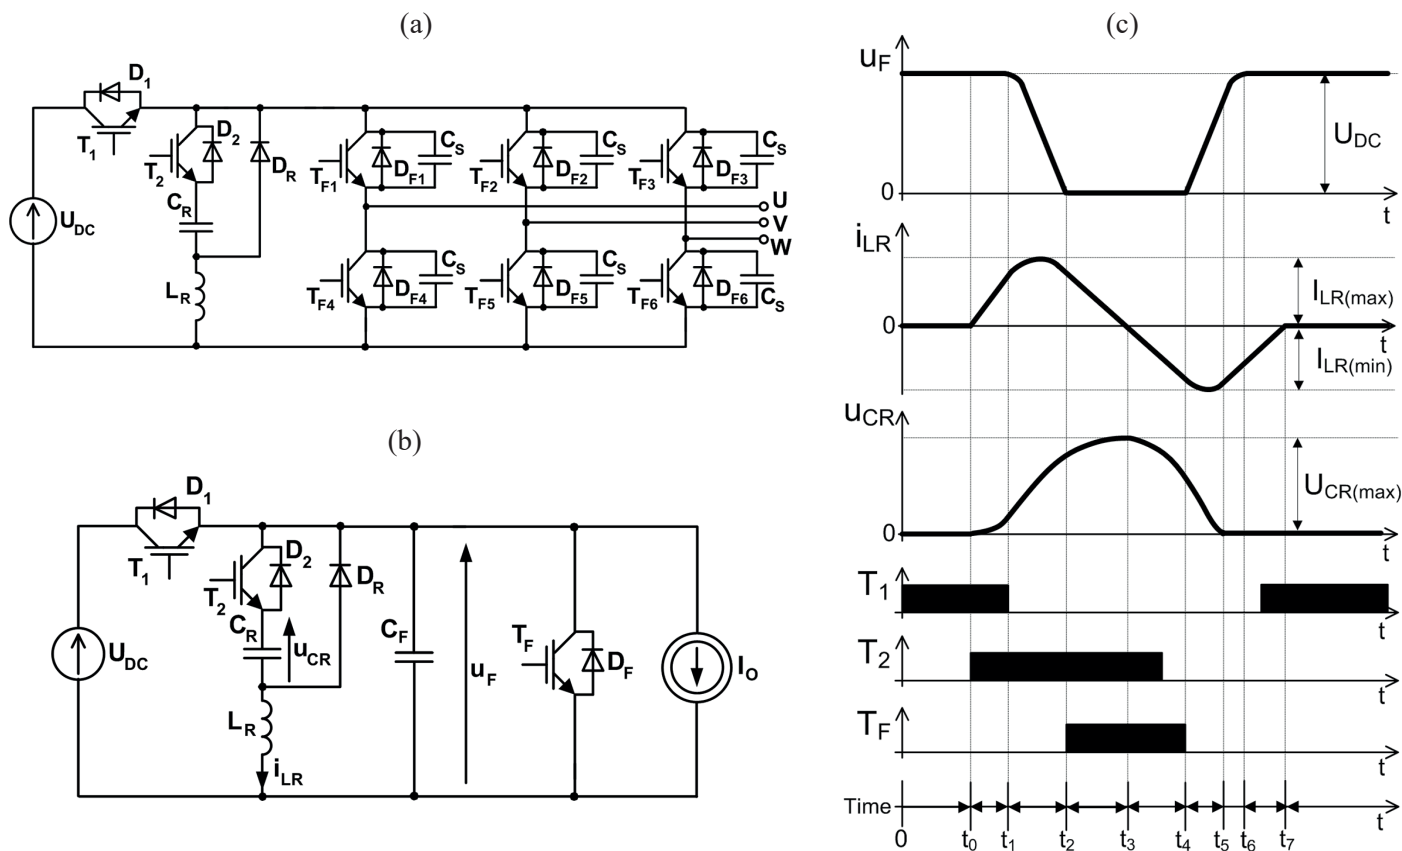 (a)
D1
T1
T2
D2
DR
CR
LR
UDC
TF1
DF1
CS
TF2
DF2
CS
TF3
DF3
CS
U
V
W
TF4
DF4
CS
TF5
DF5
CS
TF6
DF6
CS
(b)
D1
T1
T2
D2
DR
CR
uCR
LR
iLR
UDC
CF
uF
TF
DF
IO
(c)
uF
UDC
0
t
iLR
ILR(max)
0
t
ILR(min)
uCR
UCR(max)
0
t
T1
t
T2
t
TF
t
Time
t
0 t0 t1 t2 t3 t4 t5 t6 t7